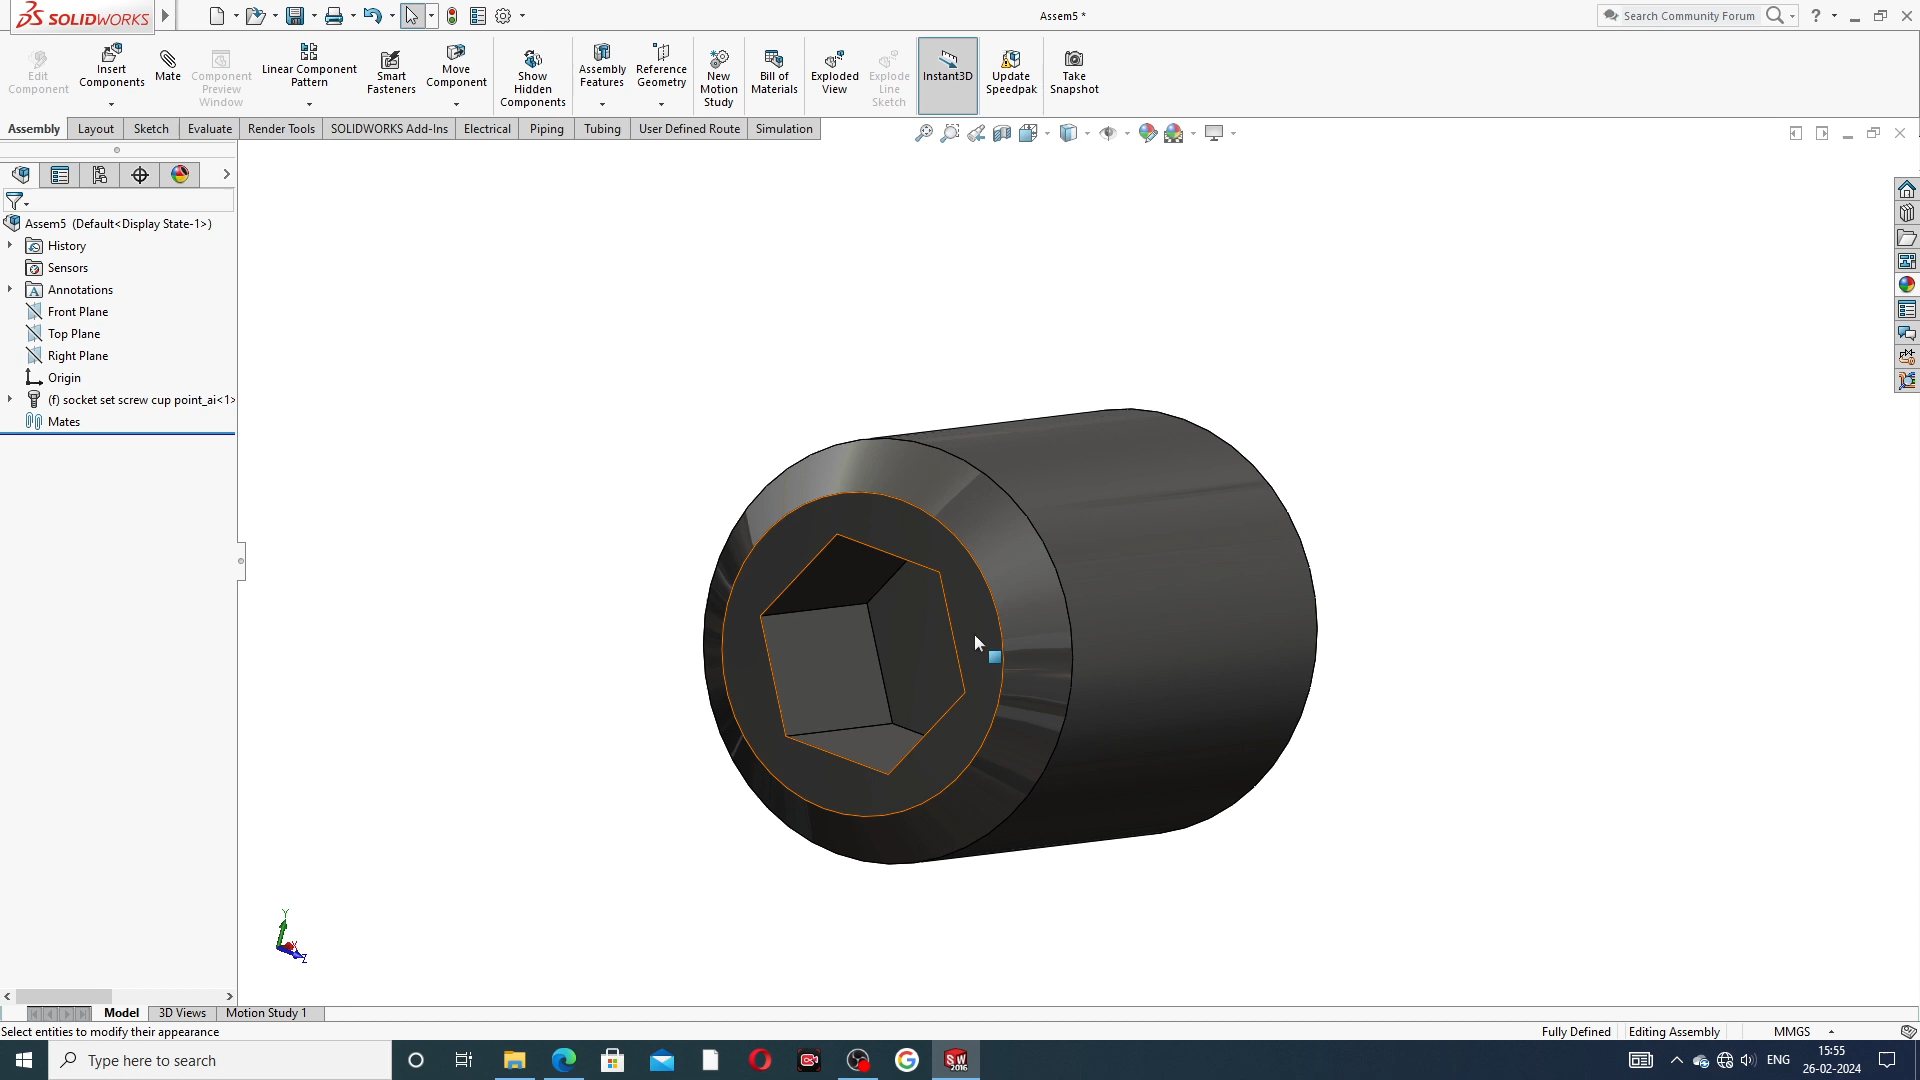 SOLIDWORKS
Assem5 *
Search Community Forum
Edit Component
Insert Components
Mate
Component Preview Window
Linear Component Pattern
Smart Fasteners
Move Component
Show Hidden Components
Assembly Features
Reference Geometry
New Motion Study
Bill of Materials
Exploded View
Explode Line Sketch
Instant3D
Update Speedpak
Take Snapshot
Assembly
Layout
Sketch
Evaluate
Render Tools
SOLIDWORKS Add-Ins
Electrical
Piping
Tubing
User Defined Route
Simulation
Assem5 (Default<Display State-1>)
History
Sensors
Annotations
Front Plane
Top Plane
Right Plane
Origin
(f) socket set screw cup point_ai<1>
Mates
Y
X
Z
Model
3D Views
Motion Study 1
Select entities to modify their appearance
Fully Defined
Editing Assembly
MMGS
Type here to search
SW
2016
ENG
15:55
26-02-2024